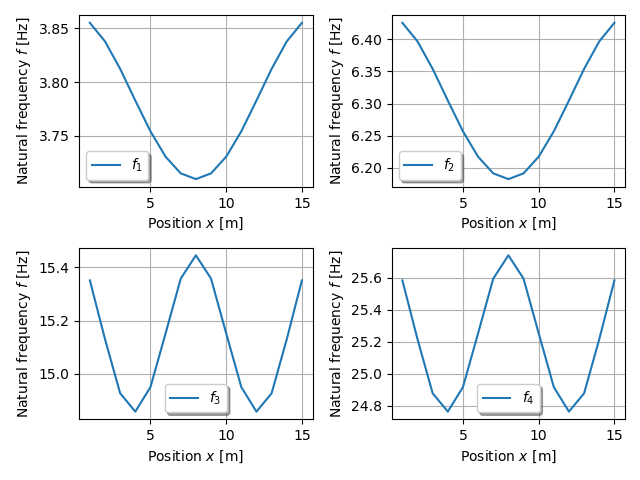 3.85
3.80
3.75
Natural frequency f [Hz]
f₁
5 10 15
Position x [m]
6.40
6.35
6.30
6.25
6.20
Natural frequency f [Hz]
f₂
5 10 15
Position x [m]
15.4
15.2
15.0
Natural frequency f [Hz]
f₃
5 10 15
Position x [m]
25.6
25.4
25.2
25.0
24.8
Natural frequency f [Hz]
f₄
5 10 15
Position x [m]